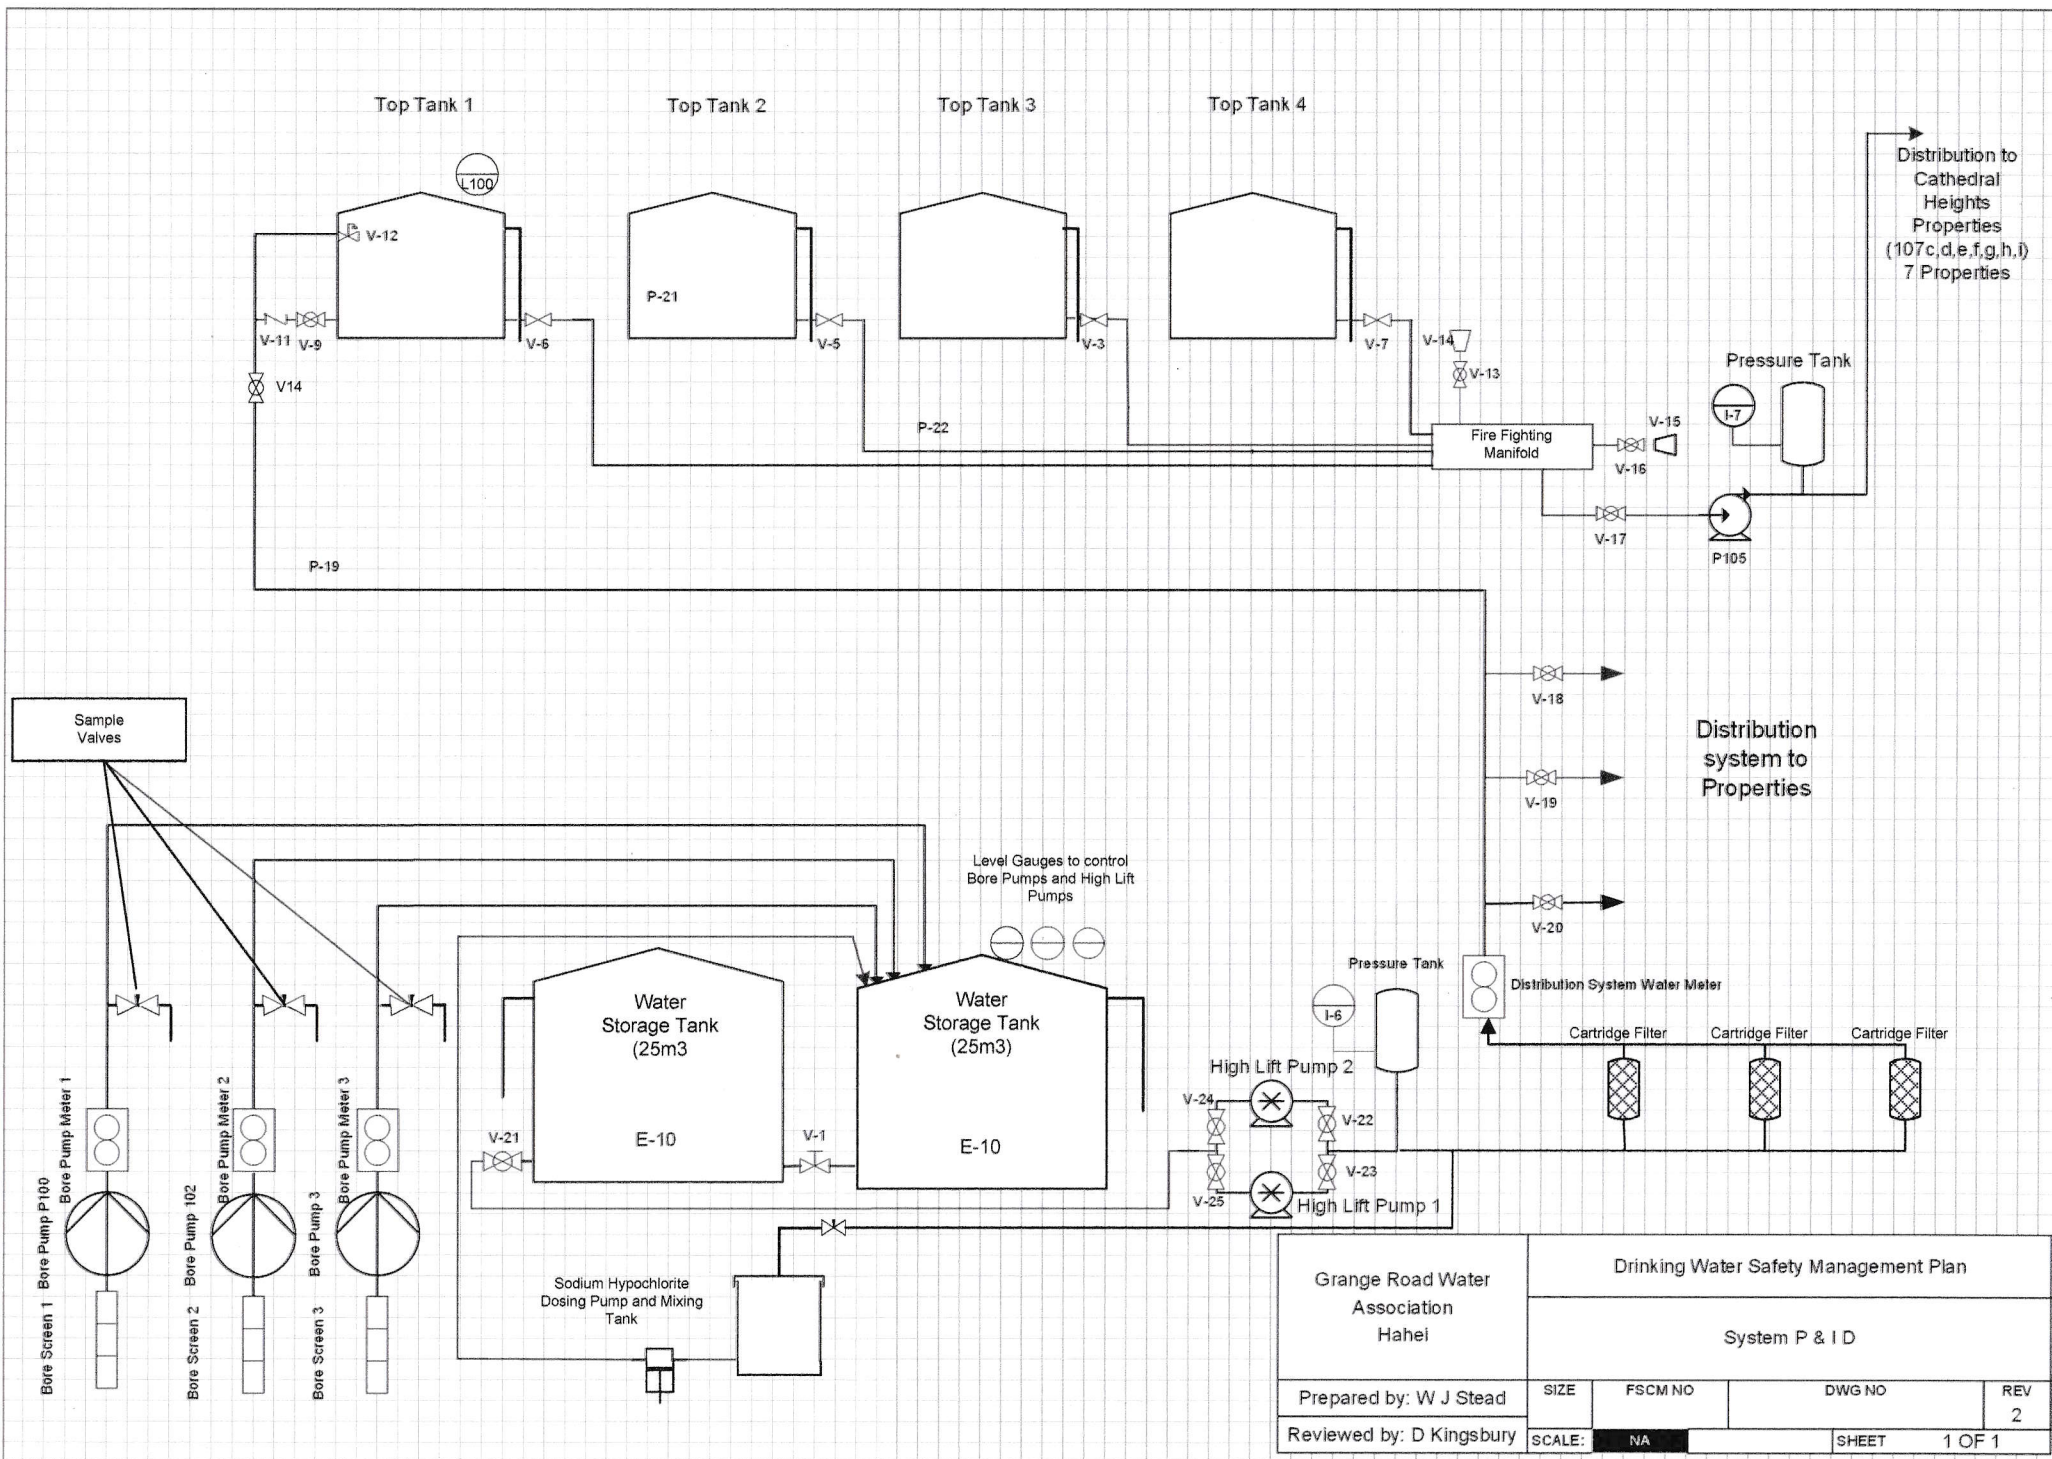 Top Tank 1
Top Tank 2
Top Tank 3
Top Tank 4
L100
V-12
P-21
V-11
V-9
V-6
V-5
V-3
V-7
V-14
V-13
V14
P-22
Fire Fighting
Manifold
V-15
V-16
V-17
I-7
Pressure Tank
P105
Distribution to
Cathedral
Heights
Properties
(107c,d,e,f,g,h,i)
7 Properties
P-19
V-18
V-19
V-20
Distribution
system to
Properties
Sample
Valves
Level Gauges to control
Bore Pumps and High Lift
Pumps
Water
Storage Tank
(25m3
E-10
Water
Storage Tank
(25m3)
E-10
V-21
V-1
Pressure Tank
I-6
Distribution System Water Meter
Cartridge Filter
Cartridge Filter
Cartridge Filter
High Lift Pump 2
V-24
V-22
V-23
V-25
High Lift Pump 1
Bore Pump Meter 1
Bore Pump Meter 2
Bore Pump Meter 3
Bore Pump P100
Bore Pump 102
Bore Pump 3
Bore Screen 1
Bore Screen 2
Bore Screen 3
Sodium Hypochlorite
Dosing Pump and Mixing
Tank
Grange Road Water
Association
Hahei
Drinking Water Safety Management Plan
System P & I D
Prepared by: W J Stead
Reviewed by: D Kingsbury
SIZE
FSCM NO
DWG NO
REV
2
SCALE:
NA
SHEET
1 OF 1